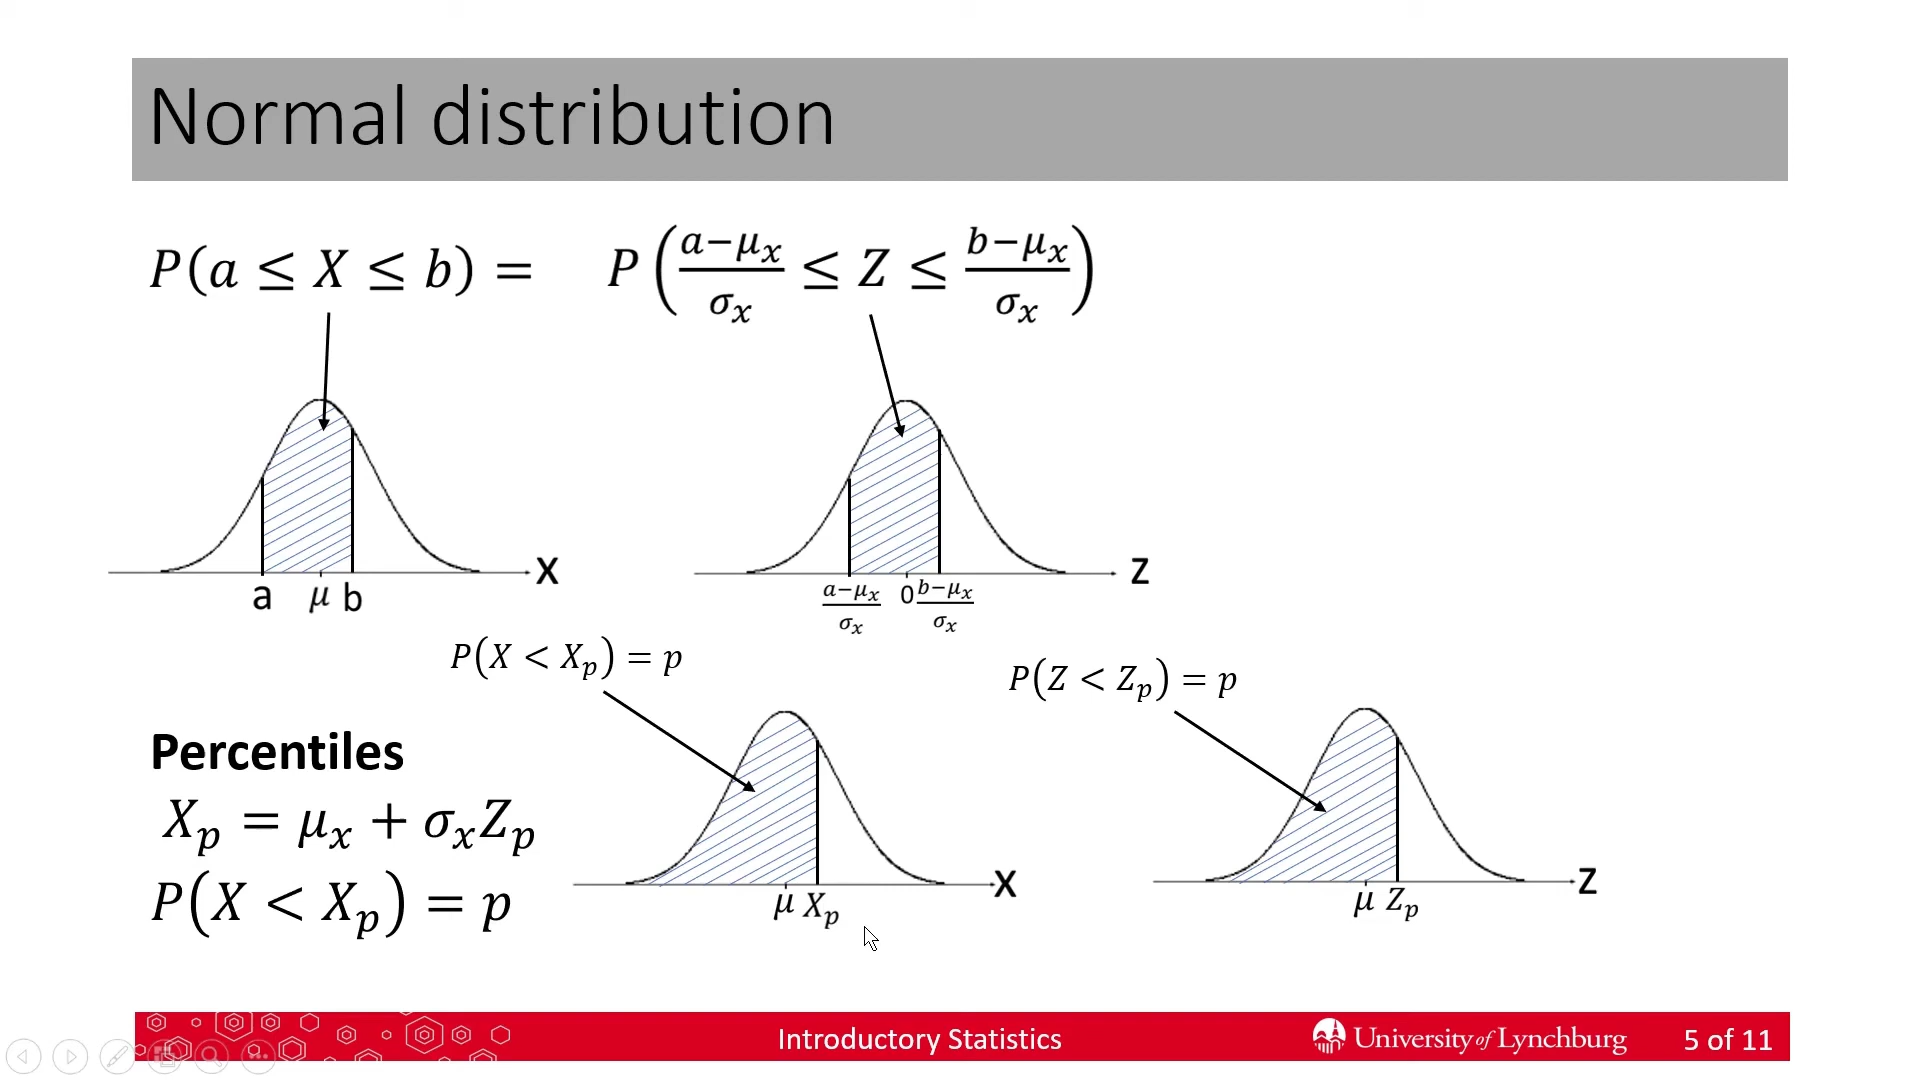 Normal distribution
P(a ≤ X ≤ b) = P((a−μₓ)/σₓ ≤ Z ≤ (b−μₓ)/σₓ)
X
a μ b
Z
(a−μₓ)/σₓ 0 (b−μₓ)/σₓ
P(X < Xₚ) = p
P(Z < Zₚ) = p
Percentiles
Xₚ = μₓ + σₓZₚ
P(X < Xₚ) = p
X
μ Xₚ
Z
μ Zₚ
Introductory Statistics
University of Lynchburg
5 of 11